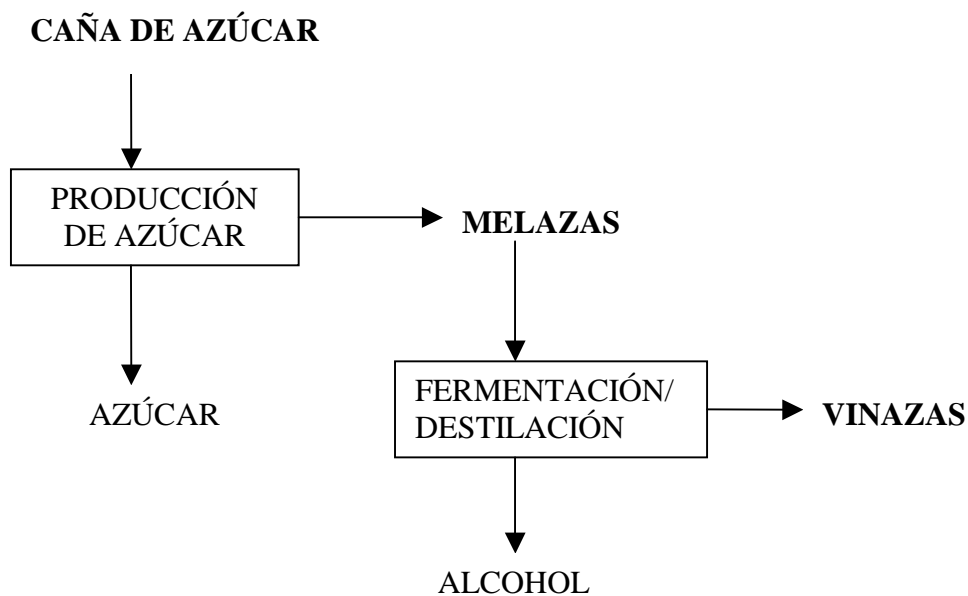 CAÑA DE AZÚCAR
PRODUCCIÓN
DE AZÚCAR
MELAZAS
AZÚCAR
FERMENTACIÓN/
DESTILACIÓN
VINAZAS
ALCOHOL